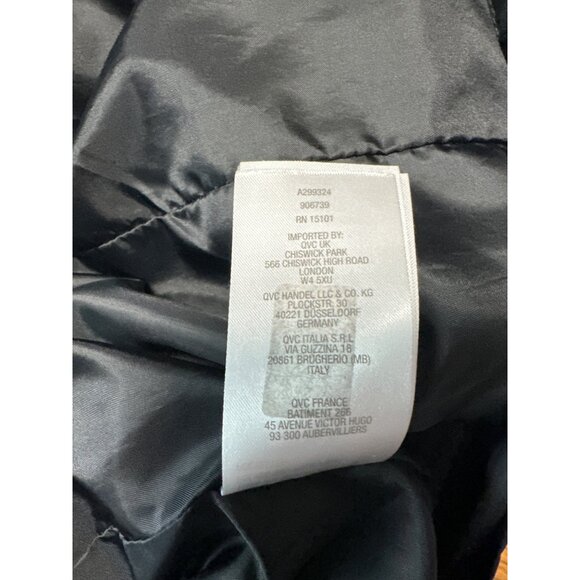 A299324
906739
RN 15101
IMPORTED BY:
QVC UK
CHISWICK PARK
566 CHISWICK HIGH ROAD
LONDON
W4 5XU
QVC HANDEL LLC & CO. KG
PLOCKSTR. 30
40221 DÜSSELDORF
GERMANY
QVC ITALIA S.R.L
VIA GUZZINA 18
20861 BRUGHERIO (MB)
ITALY
QVC FRANCE
BATIMENT 266
45 AVENUE VICTOR HUGO
93 300 AUBERVILLIERS